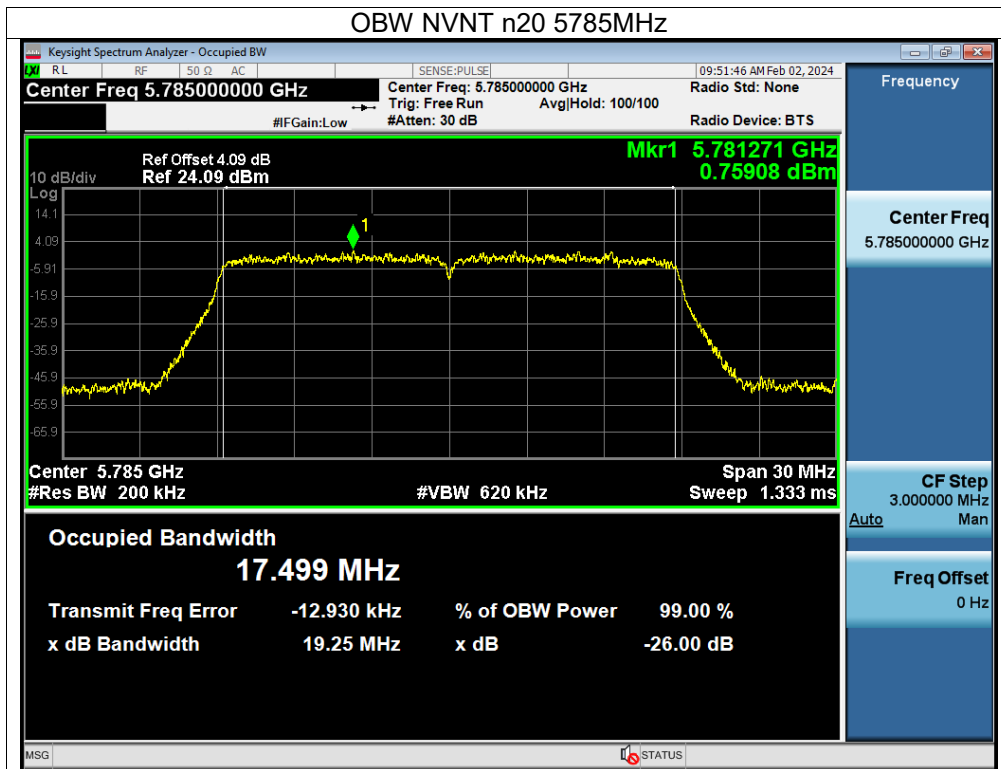 OBW NVNT n20 5785MHz
Keysight Spectrum Analyzer - Occupied BW
LXI RL RF 50 Ω AC SENSE:PULSE 09:51:46 AM Feb 02, 2024
Center Freq 5.785000000 GHz
Center Freq: 5.785000000 GHz
Radio Std: None
Trig: Free Run Avg|Hold: 100/100
#IFGain:Low
#Atten: 30 dB
Radio Device: BTS
Mkr1 5.781271 GHz
0.75908 dBm
Ref Offset 4.09 dB
10 dB/div Ref 24.09 dBm
Log
14.1
4.09
-5.91
-15.9
-25.9
-35.9
-45.9
-55.9
-65.9
1
Center 5.785 GHz
Span 30 MHz
#Res BW 200 kHz
#VBW 620 kHz
Sweep 1.333 ms
Occupied Bandwidth
17.499 MHz
Transmit Freq Error -12.930 kHz % of OBW Power 99.00 %
x dB Bandwidth 19.25 MHz x dB -26.00 dB
Frequency
Center Freq
5.785000000 GHz
CF Step
3.000000 MHz
Auto Man
Freq Offset
0 Hz
MSG
STATUS